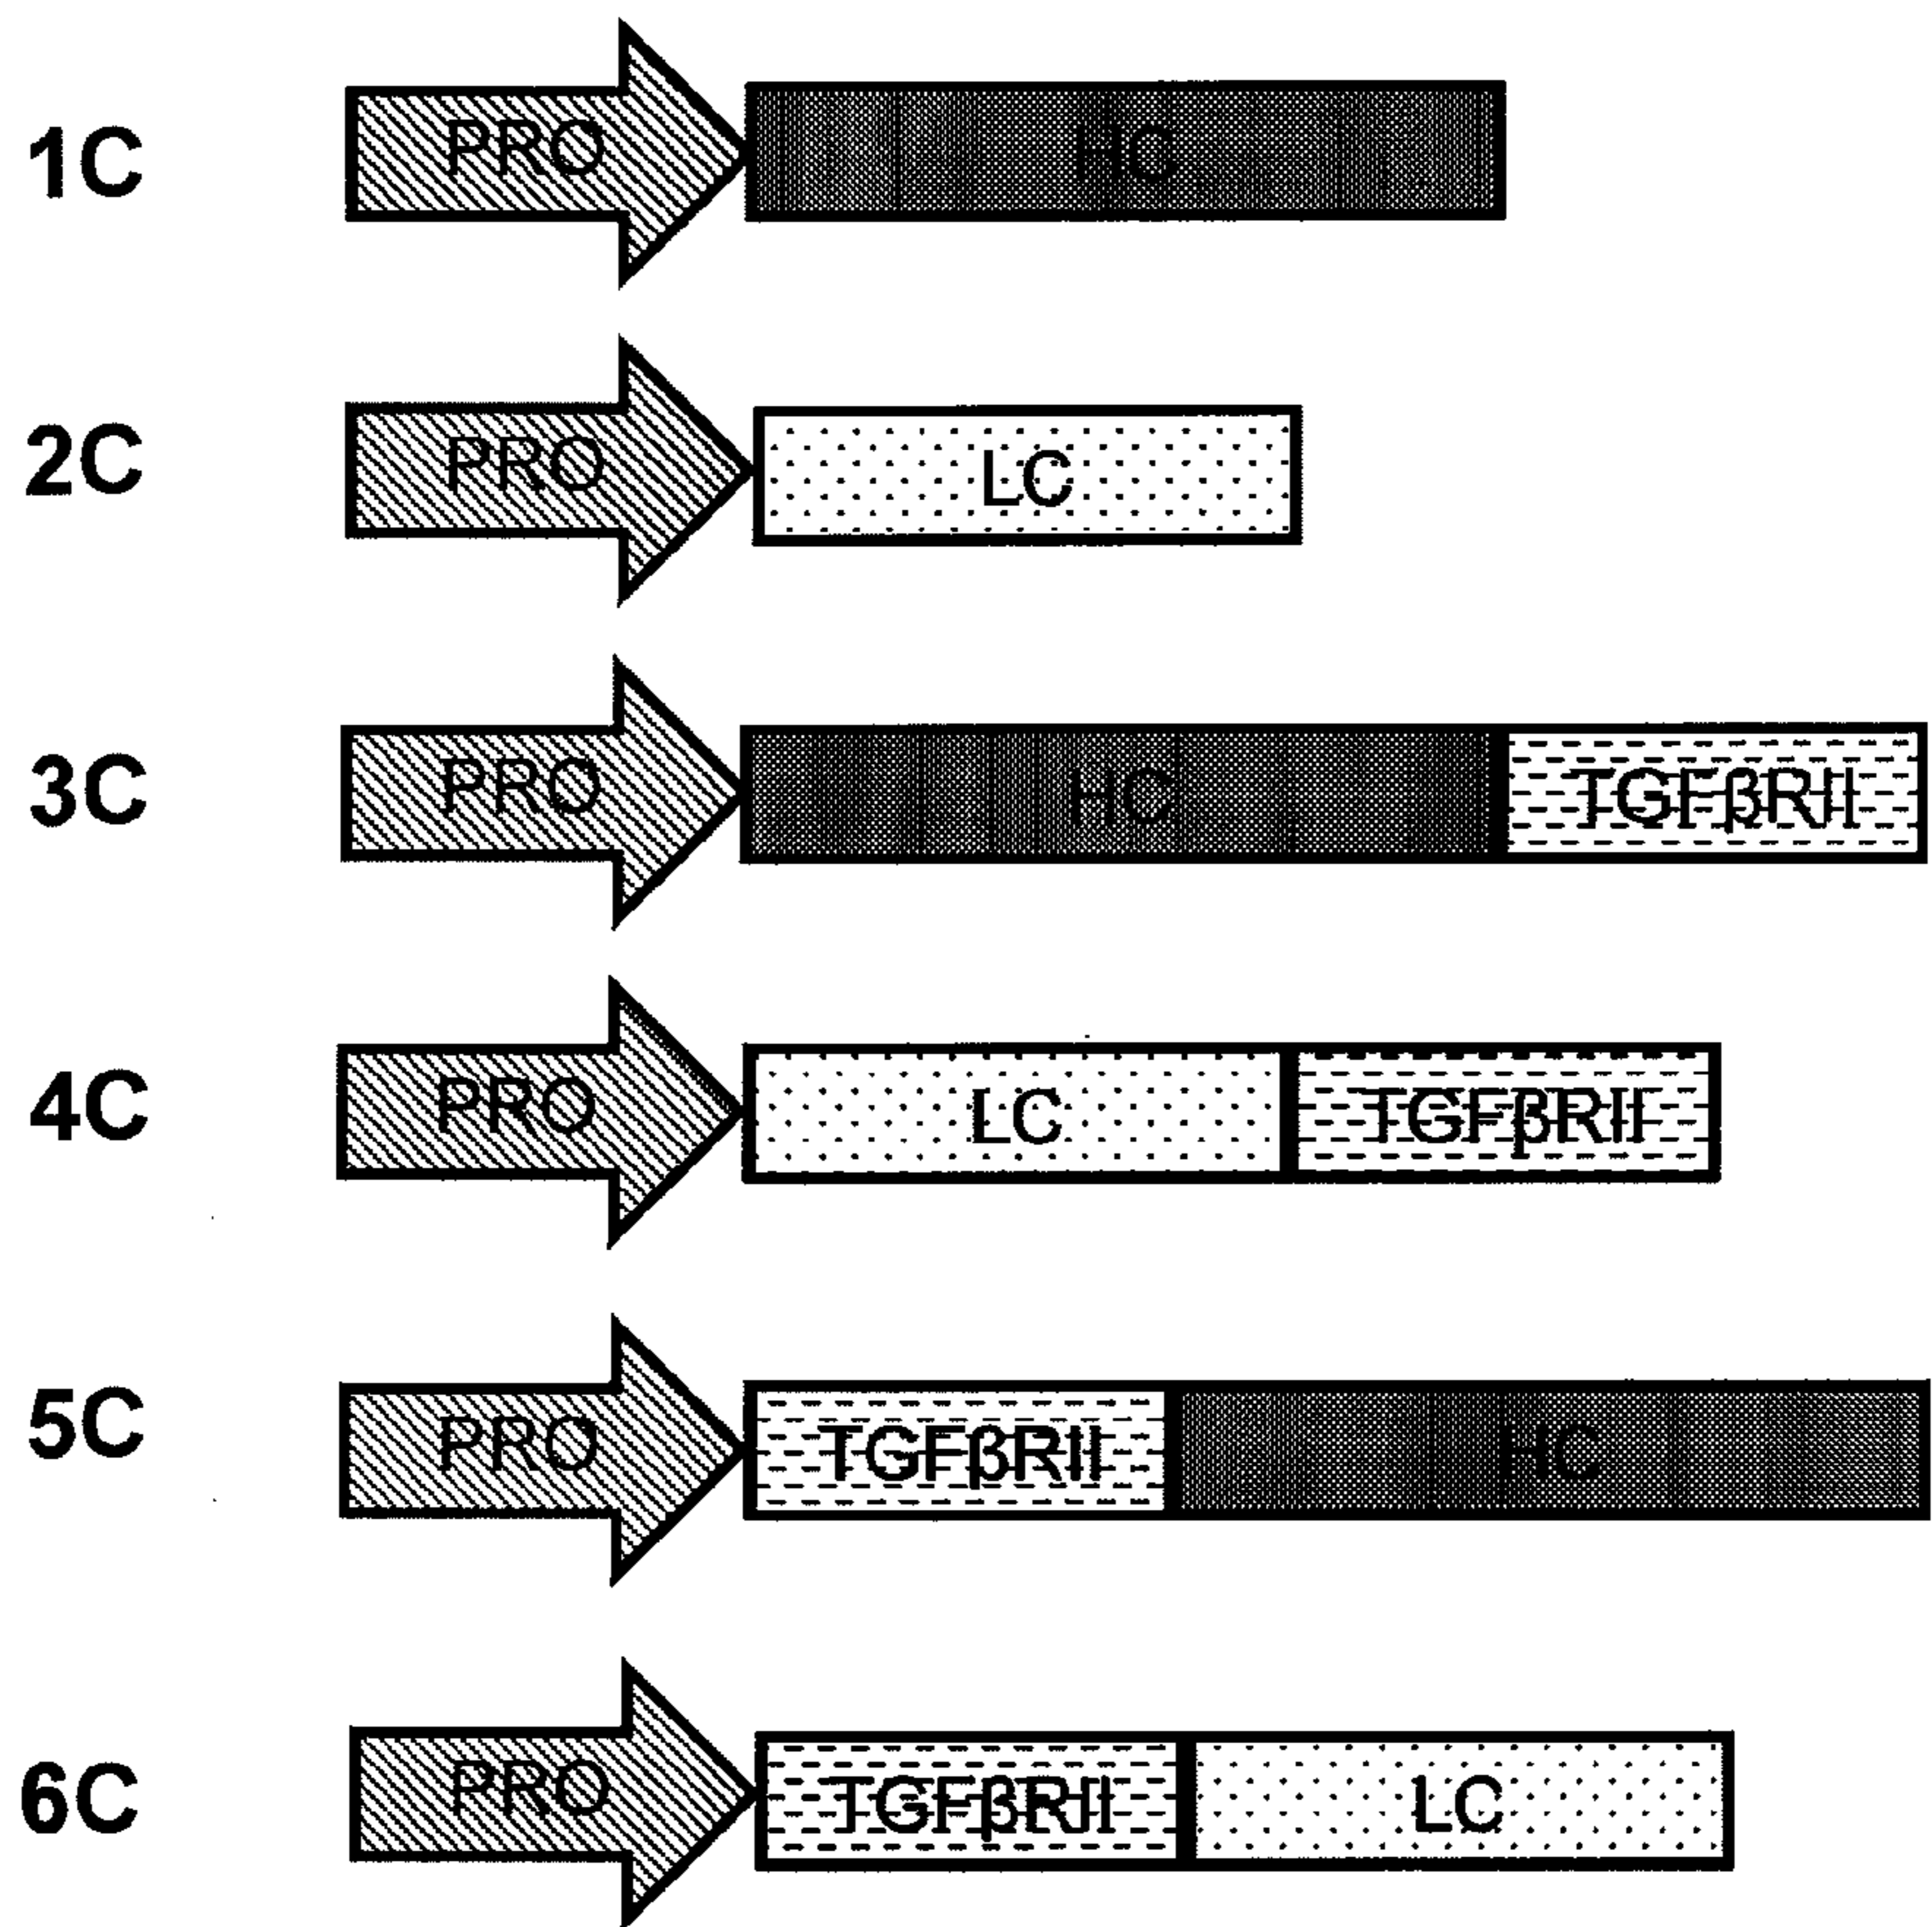 1C PRO HC
2C PRO LC
3C PRO HC TGFβRII
4C PRO LC TGFβRII
5C PRO TGFβRII HC
6C PRO TGFβRII LC